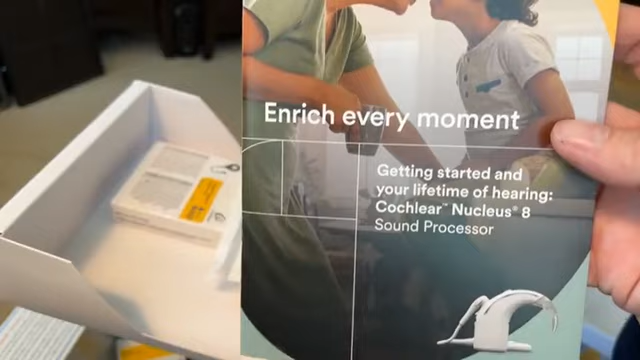 Enrich every moment
Getting started and
your lifetime of hearing:
Cochlear™ Nucleus® 8
Sound Processor